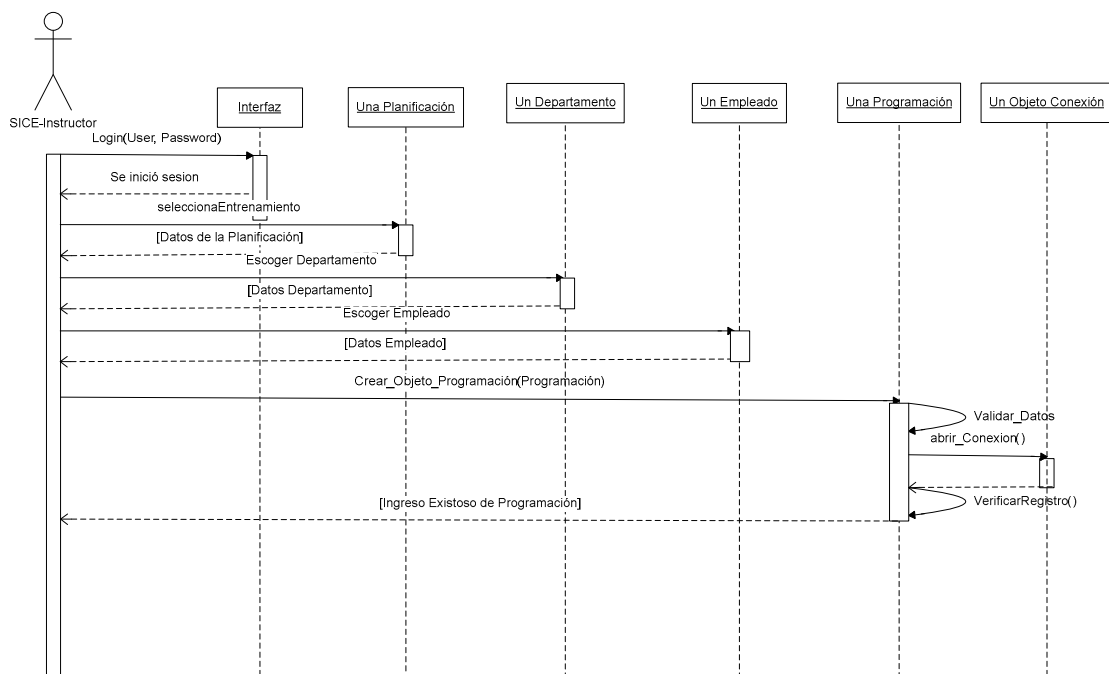 SICE-Instructor
Interfaz
Una Planificación
Un Departamento
Un Empleado
Una Programación
Un Objeto Conexión
Login(User, Password)
Se inició sesion
seleccionaEntrenamiento
[Datos de la Planificación]
Escoger Departamento
[Datos Departamento]
Escoger Empleado
[Datos Empleado]
Crear_Objeto_Programación(Programación)
Validar_Datos
abrir_Conexion()
[Ingreso Existoso de Programación]
VerificarRegistro()